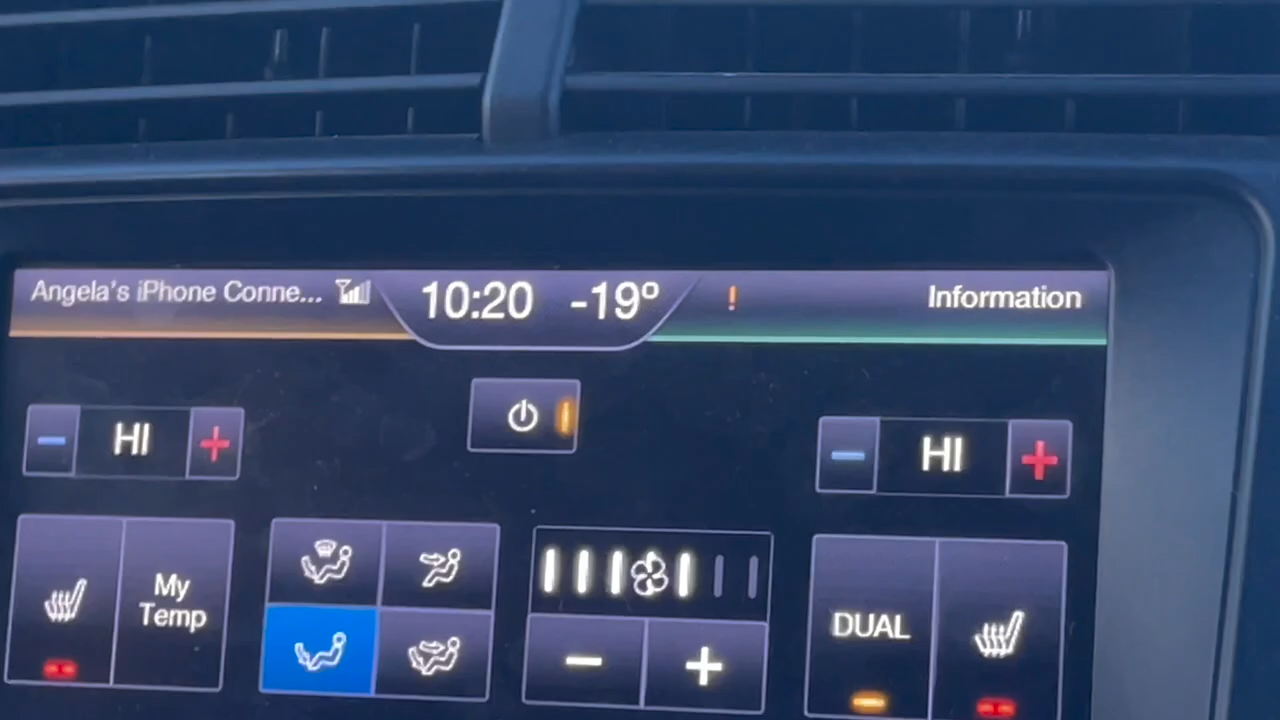 Angela's iPhone Conne...
10:20 -19°
!
Information
- HI +
- HI +
My
Temp
- +
DUAL